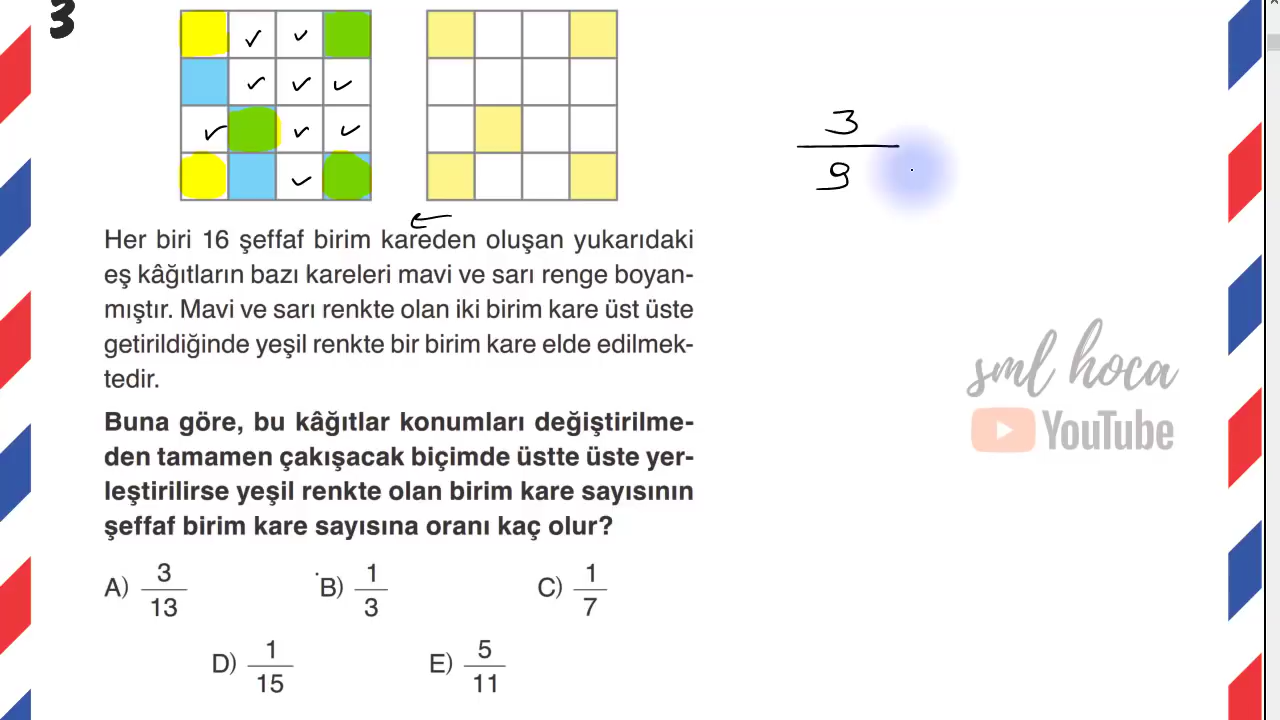 3
3
9
Her biri 16 şeffaf birim kareden oluşan yukarıdaki
eş kâğıtların bazı kareleri mavi ve sarı renge boyan-
mıştır. Mavi ve sarı renkte olan iki birim kare üst üste
getirildiğinde yeşil renkte bir birim kare elde edilmek-
tedir.
Buna göre, bu kâğıtlar konumları değiştirilme-
den tamamen çakışacak biçimde üstte üste yer-
leştirilirse yeşil renkte olan birim kare sayısının
şeffaf birim kare sayısına oranı kaç olur?
A) 3/13 B) 1/3 C) 1/7
D) 1/15 E) 5/11
sml hoca
YouTube